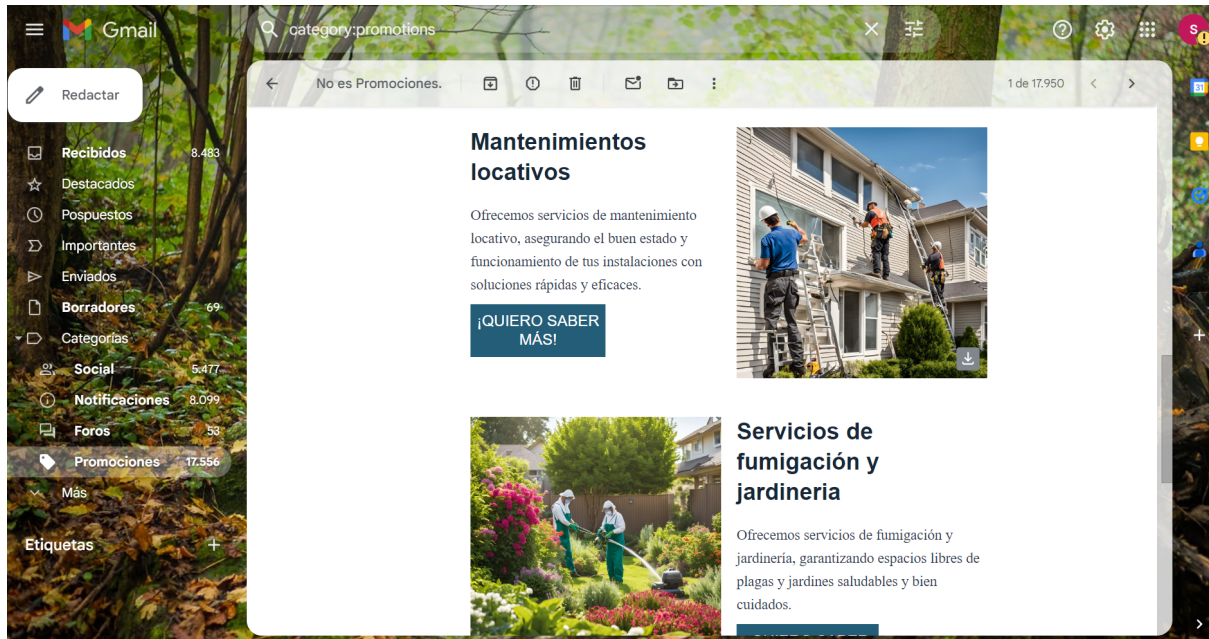 Gmail
category:promotions
S
Redactar
No es Promociones.
1 de 17.950
31
Recibidos 8.483
Destacados
Pospuestos
Importantes
Enviados
Borradores 69
Categorías
Social 5.477
Notificaciones 8.099
Foros 53
Promociones 17.556
Más
Etiquetas
Mantenimientos
locativos
Ofrecemos servicios de mantenimiento
locativo, asegurando el buen estado y
funcionamiento de tus instalaciones con
soluciones rápidas y eficaces.
¡QUIERO SABER
MÁS!
Servicios de
fumigación y
jardineria
Ofrecemos servicios de fumigación y
jardinería, garantizando espacios libres de
plagas y jardines saludables y bien
cuidados.